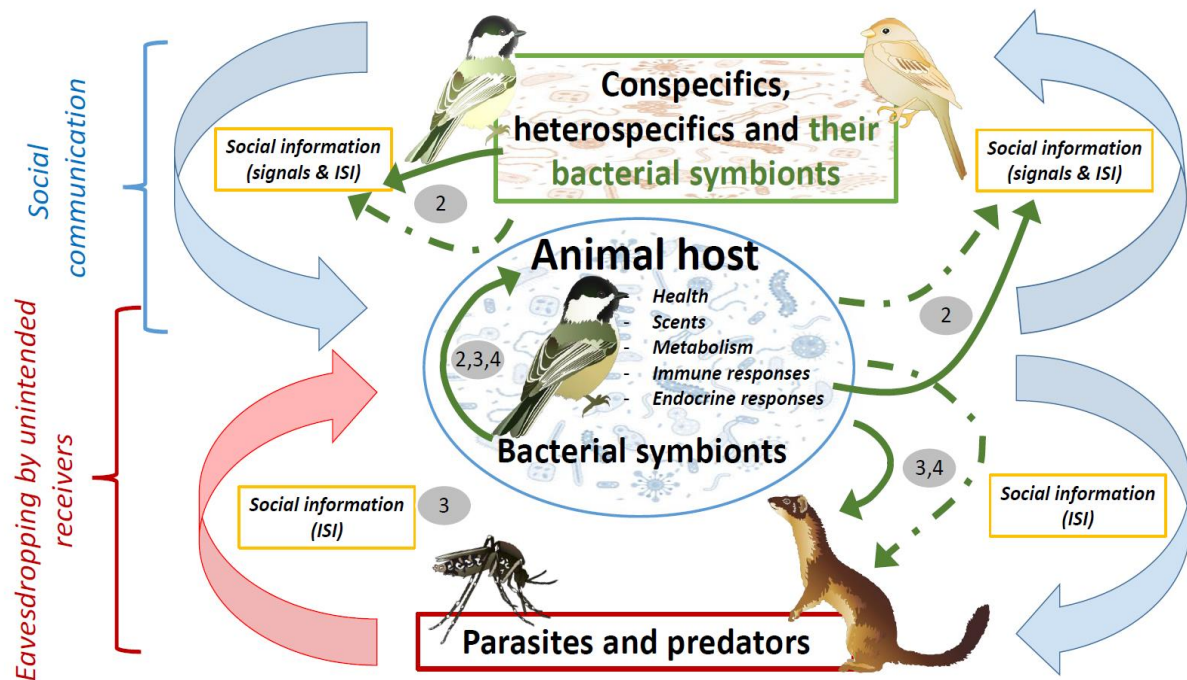 Social communication
Eavesdropping by unintended receivers
Conspecifics,
heterospecifics and their
bacterial symbionts
Social information
(signals & ISI)
2
Social information
(signals & ISI)
Animal host
- Health
- Scents
- Metabolism
- Immune responses
- Endocrine responses
2,3,4
2
Bacterial symbionts
3,4
Social information
(ISI)
3
Social information
(ISI)
Parasites and predators